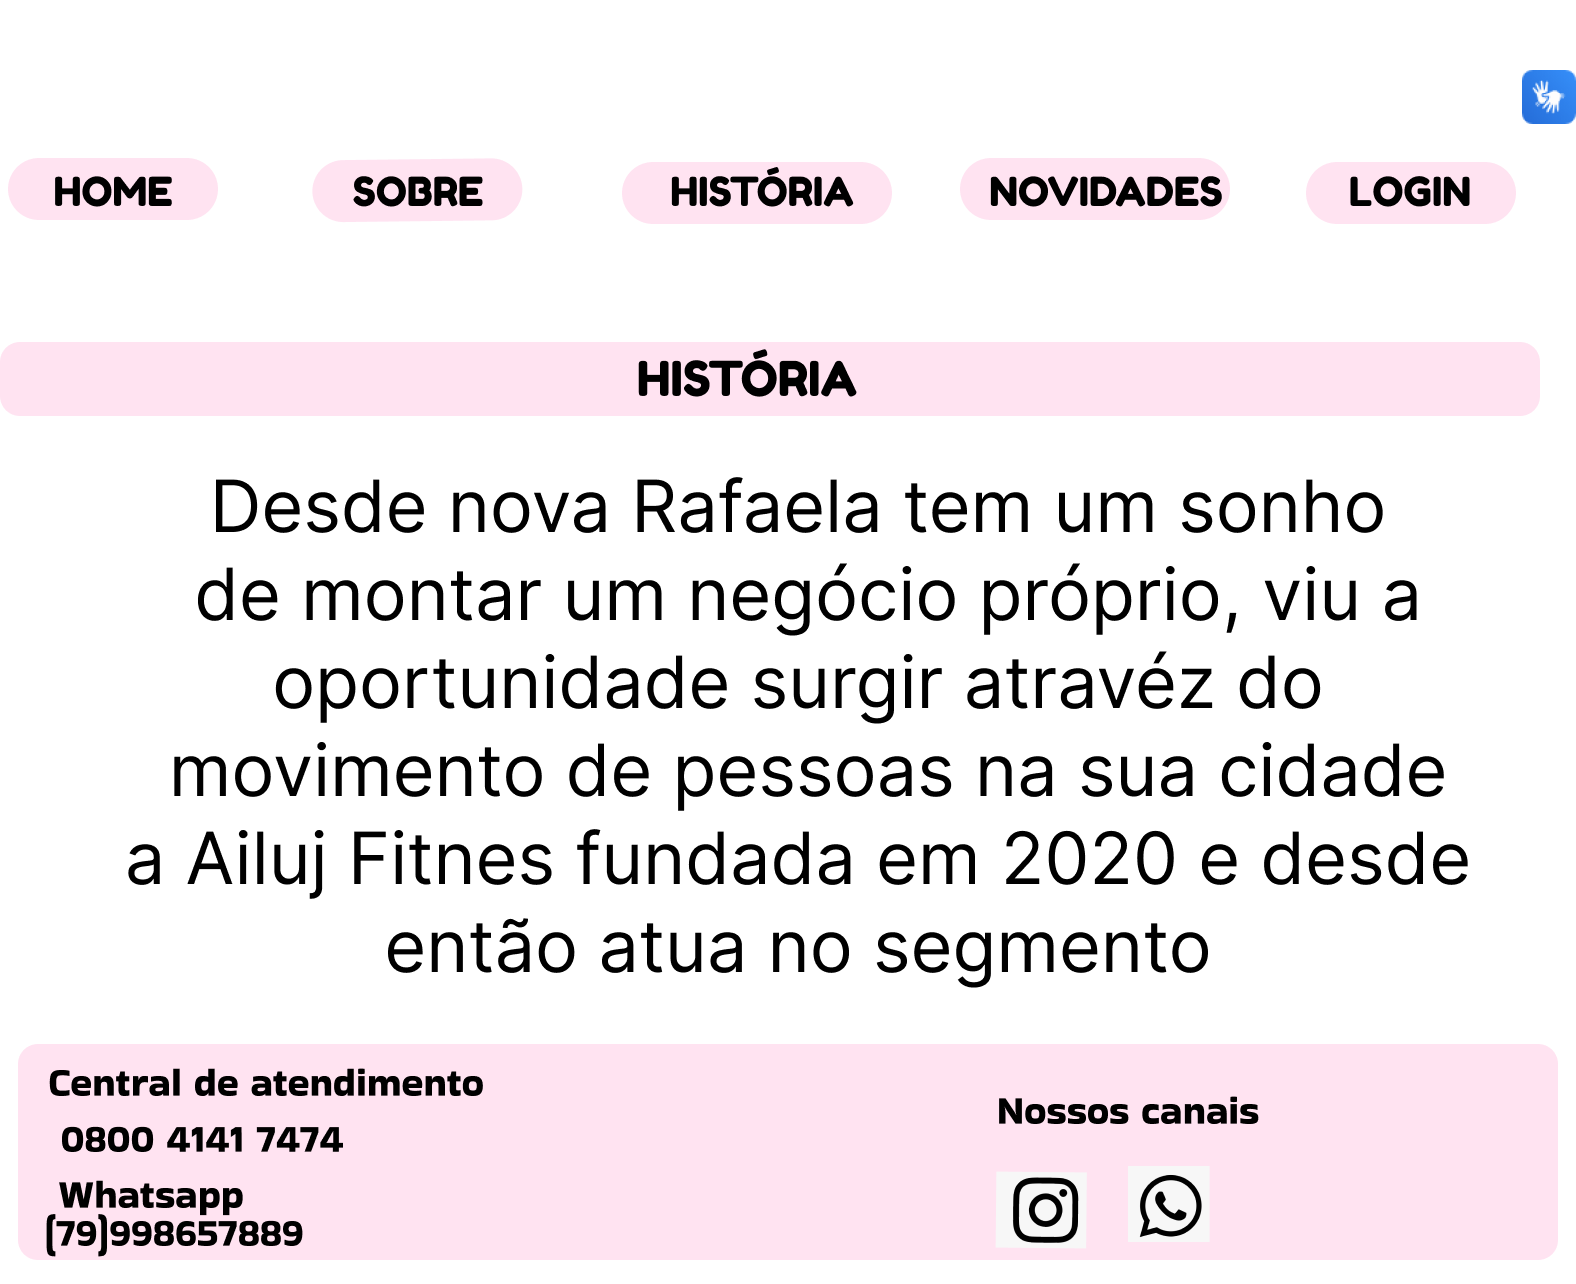 HOME
SOBRE
HISTÓRIA
NOVIDADES
LOGIN
HISTÓRIA
Desde nova Rafaela tem um sonho
de montar um negócio próprio, viu a
oportunidade surgir atravéz do
movimento de pessoas na sua cidade
a Ailuj Fitnes fundada em 2020 e desde
então atua no segmento
Central de atendimento
0800 4141 7474
Whatsapp
(79)998657889
Nossos canais